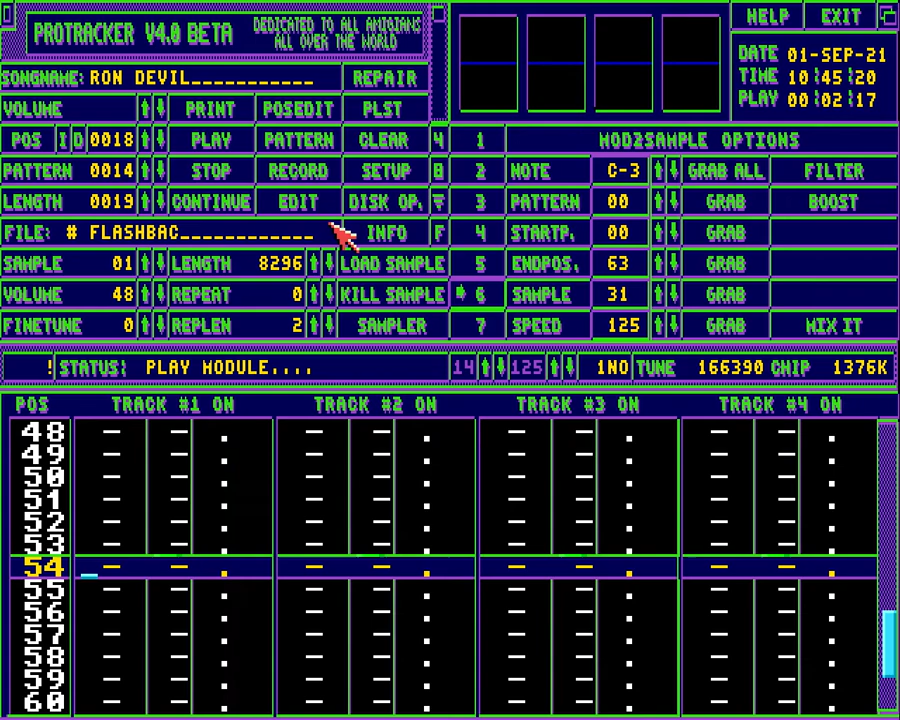 PROTRACKER V4.0 BETA
DEDICATED TO ALL AMIGIANS
ALL OVER THE WORLD
HELP EXIT
DATE 01-SEP-21
TIME 10:45:20
PLAY 00:02:17
SONGNAME: RON DEVIL___________ REPAIR
VOLUME PRINT POSEDIT PLST
POS I D 0018 PLAY PATTERN CLEAR 4 1 MOD2SAMPLE OPTIONS
PATTERN 0014 STOP RECORD SETUP 8 2 NOTE C-3 GRAB ALL FILTER
LENGTH 0019 CONTINUE EDIT DISK OP. 3 PATTERN 00 GRAB BOOST
FILE: # FLASHBAC____________ INFO F 4 STARTP. 00 GRAB
SAMPLE 01 LENGTH 8296 LOAD SAMPLE 5 ENDPOS. 63 GRAB
VOLUME 48 REPEAT 0 KILL SAMPLE 6 SAMPLE 31 GRAB
FINETUNE 0 REPLEN 2 SAMPLER 7 SPEED 125 GRAB MIX IT
! STATUS: PLAY MODULE.... 14 125 1NO TUNE 166390 CHIP 1376K
POS TRACK #1 ON TRACK #2 ON TRACK #3 ON TRACK #4 ON
48 — — . — — . — — . — — .
49 — — . — — . — — . — — .
50 — — . — — . — — . — — .
51 — — . — — . — — . — — .
52 — — . — — . — — . — — .
53 — — . — — . — — . — — .
54 — — . — — . — — . — — .
55 — — . — — . — — . — — .
56 — — . — — . — — . — — .
57 — — . — — . — — . — — .
58 — — . — — . — — . — — .
59 — — . — — . — — . — — .
60 — — . — — . — — . — — .